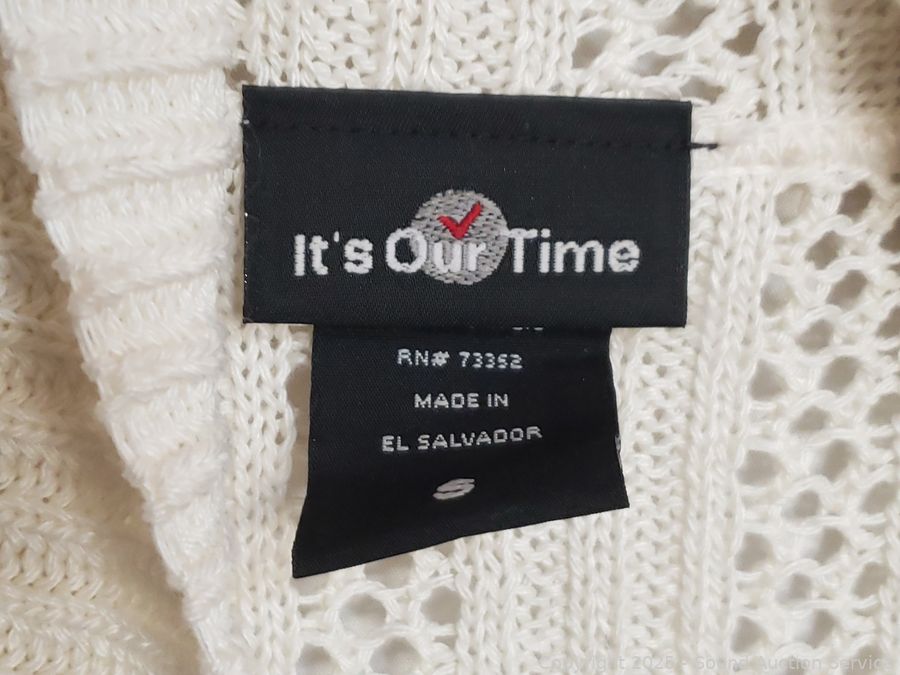 It's Our Time
RN# 73352
MADE IN
EL SALVADOR
S
Copyright 2025 - Sound Auction Service